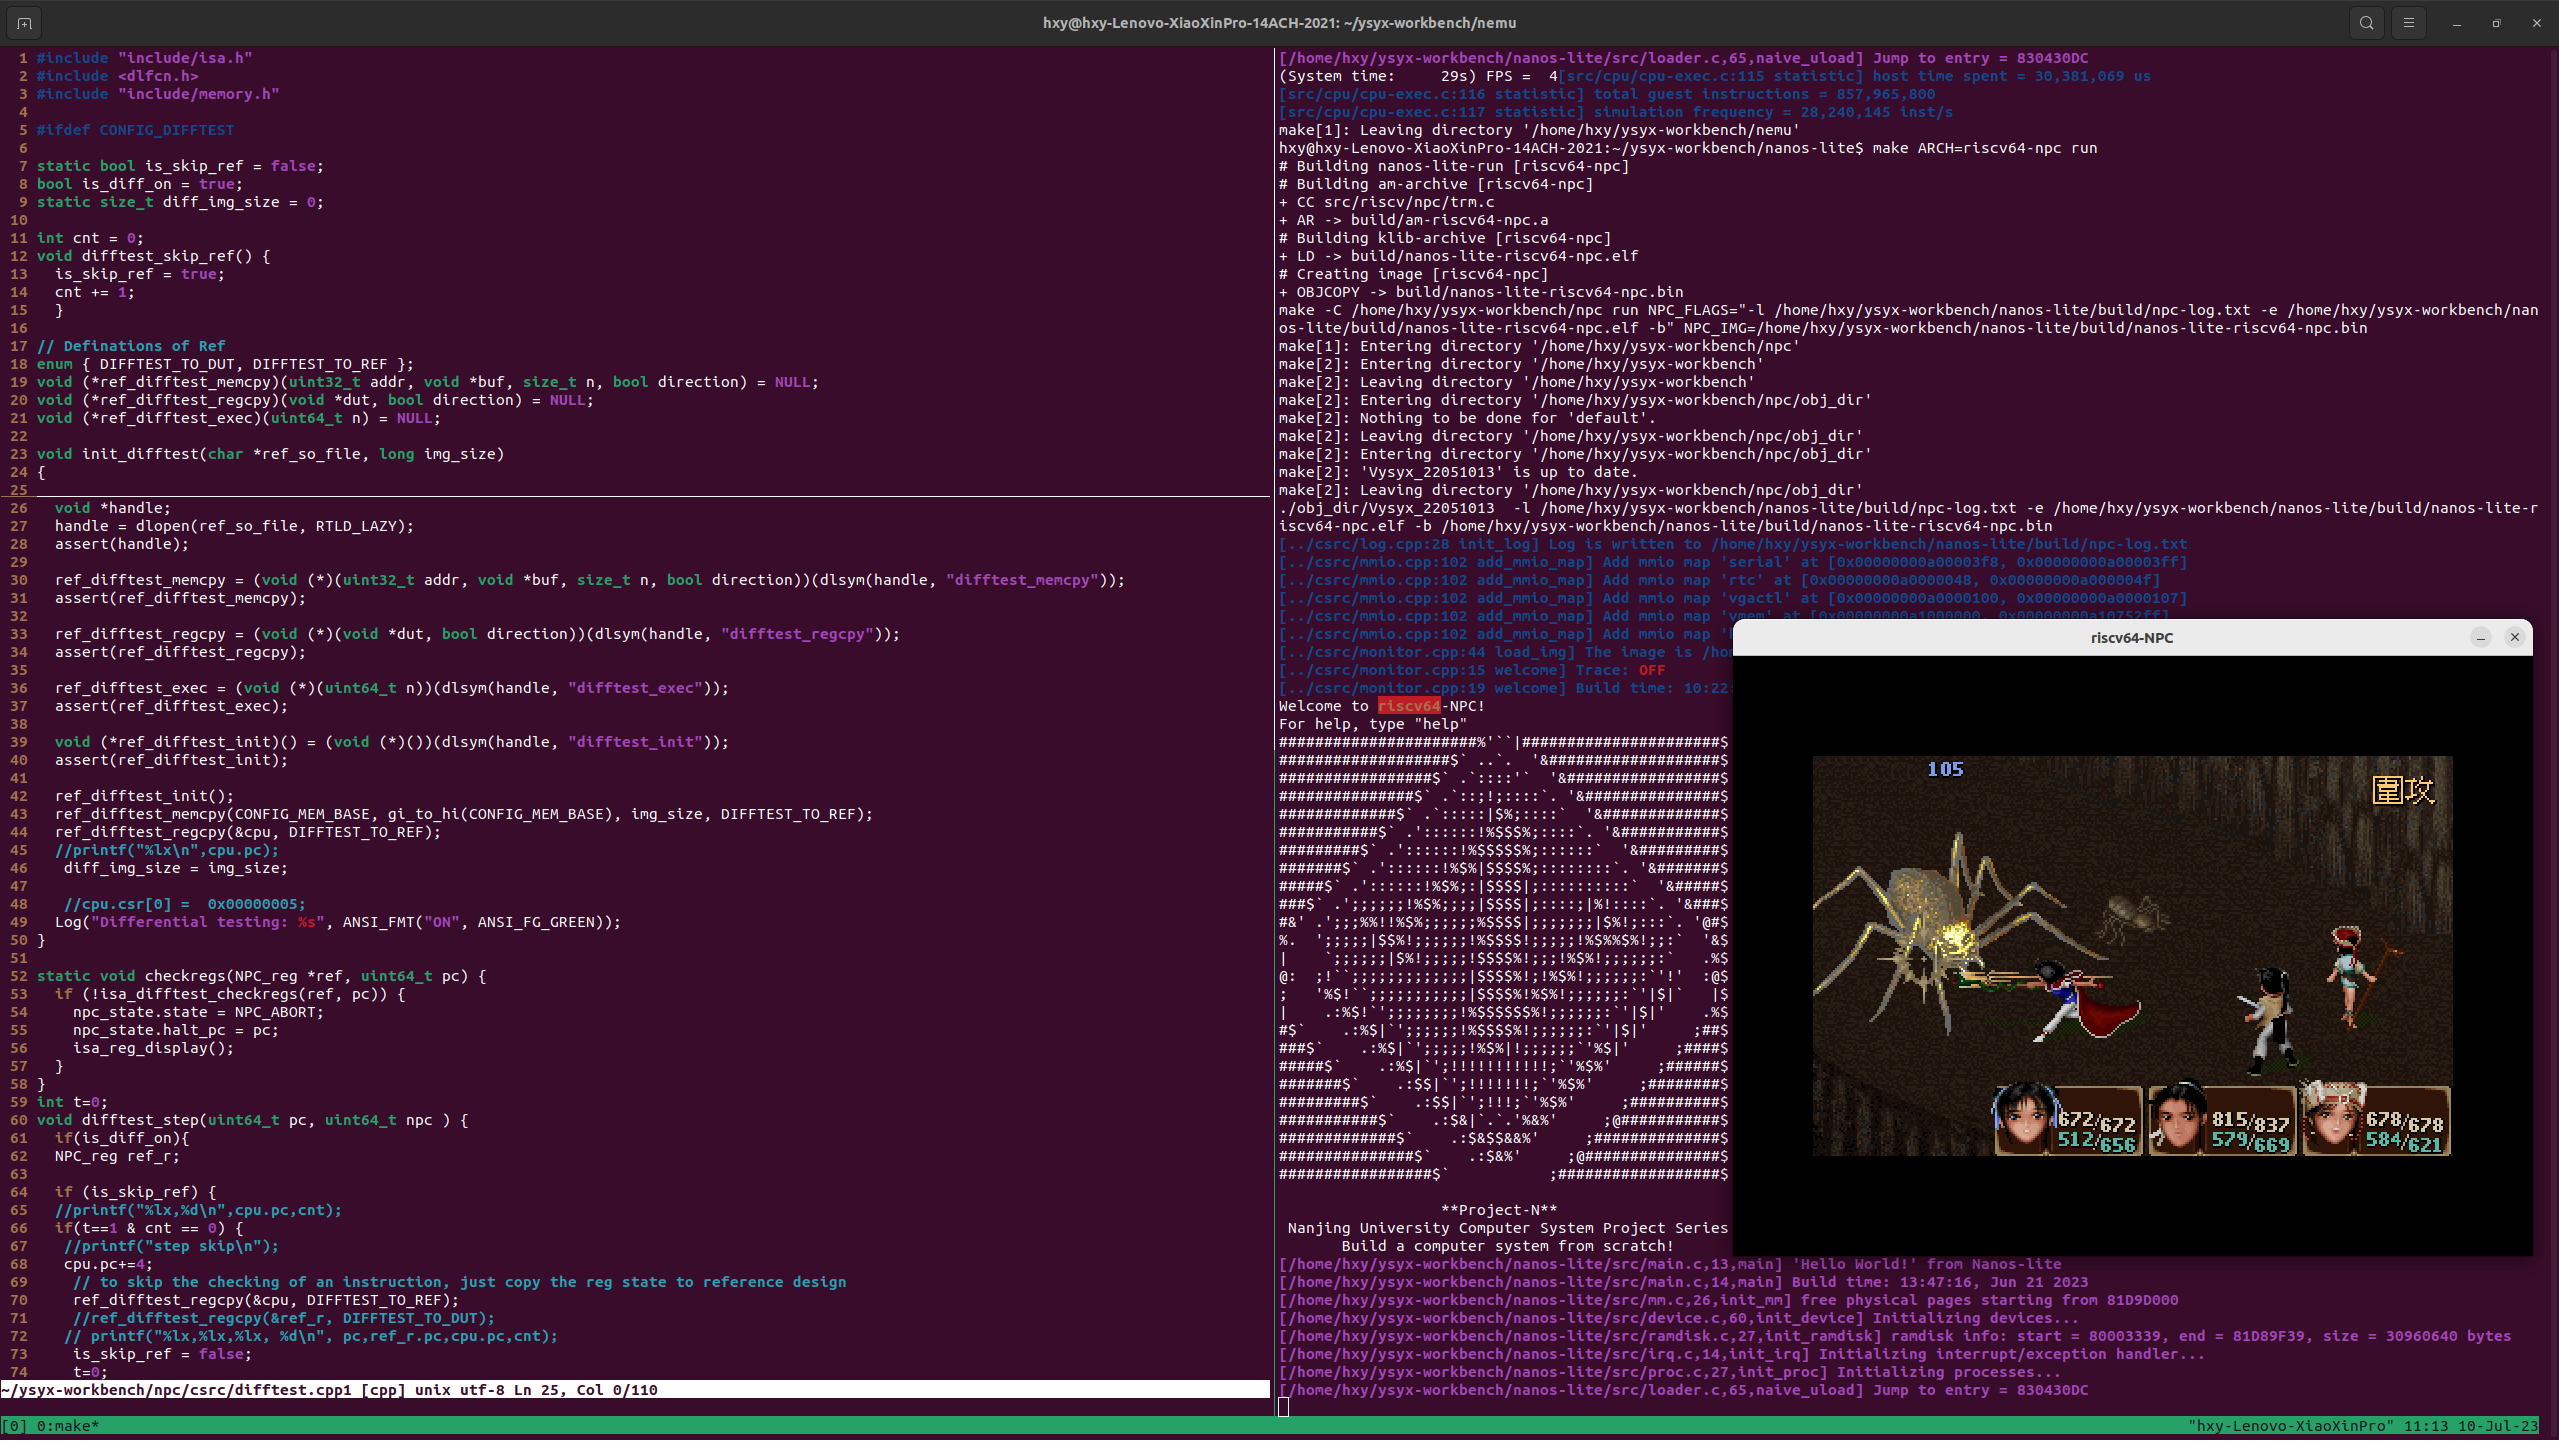 hxy@hxy-Lenovo-XiaoXinPro-14ACH-2021: ~/ysyx-workbench/nemu
1 #include "include/isa.h"
2 #include <dlfcn.h>
3 #include "include/memory.h"
4
5 #ifdef CONFIG_DIFFTEST
6
7 static bool is_skip_ref = false;
8 bool is_diff_on = true;
9 static size_t diff_img_size = 0;
10
11 int cnt = 0;
12 void difftest_skip_ref() {
13   is_skip_ref = true;
14   cnt += 1;
15   }
16
17 // Definations of Ref
18 enum { DIFFTEST_TO_DUT, DIFFTEST_TO_REF };
19 void (*ref_difftest_memcpy)(uint32_t addr, void *buf, size_t n, bool direction) = NULL;
20 void (*ref_difftest_regcpy)(void *dut, bool direction) = NULL;
21 void (*ref_difftest_exec)(uint64_t n) = NULL;
22
23 void init_difftest(char *ref_so_file, long img_size)
24 {
25
26   void *handle;
27   handle = dlopen(ref_so_file, RTLD_LAZY);
28   assert(handle);
29
30   ref_difftest_memcpy = (void (*)(uint32_t addr, void *buf, size_t n, bool direction))(dlsym(handle, "difftest_memcpy"));
31   assert(ref_difftest_memcpy);
32
33   ref_difftest_regcpy = (void (*)(void *dut, bool direction))(dlsym(handle, "difftest_regcpy"));
34   assert(ref_difftest_regcpy);
35
36   ref_difftest_exec = (void (*)(uint64_t n))(dlsym(handle, "difftest_exec"));
37   assert(ref_difftest_exec);
38
39   void (*ref_difftest_init)() = (void (*)())(dlsym(handle, "difftest_init"));
40   assert(ref_difftest_init);
41
42   ref_difftest_init();
43   ref_difftest_memcpy(CONFIG_MEM_BASE, gi_to_hi(CONFIG_MEM_BASE), img_size, DIFFTEST_TO_REF);
44   ref_difftest_regcpy(&cpu, DIFFTEST_TO_REF);
45   //printf("%lx\n",cpu.pc);
46    diff_img_size = img_size;
47
48    //cpu.csr[0] =  0x00000005;
49   Log("Differential testing: %s", ANSI_FMT("ON", ANSI_FG_GREEN));
50 }
51
52 static void checkregs(NPC_reg *ref, uint64_t pc) {
53   if (!isa_difftest_checkregs(ref, pc)) {
54     npc_state.state = NPC_ABORT;
55     npc_state.halt_pc = pc;
56     isa_reg_display();
57   }
58 }
59 int t=0;
60 void difftest_step(uint64_t pc, uint64_t npc ) {
61   if(is_diff_on){
62   NPC_reg ref_r;
63
64   if (is_skip_ref) {
65   //printf("%lx,%d\n",cpu.pc,cnt);
66   if(t==1 & cnt == 0) {
67    //printf("step skip\n");
68    cpu.pc+=4;
69     // to skip the checking of an instruction, just copy the reg state to reference design
70     ref_difftest_regcpy(&cpu, DIFFTEST_TO_REF);
71     //ref_difftest_regcpy(&ref_r, DIFFTEST_TO_DUT);
72    // printf("%lx,%lx,%lx, %d\n", pc,ref_r.pc,cpu.pc,cnt);
73     is_skip_ref = false;
74     t=0;
~/ysyx-workbench/npc/csrc/difftest.cpp1 [cpp] unix utf-8 Ln 25, Col 0/110
[/home/hxy/ysyx-workbench/nanos-lite/src/loader.c,65,naive_uload] Jump to entry = 830430DC
(System time:     29s) FPS =  4[src/cpu/cpu-exec.c:115 statistic] host time spent = 30,381,069 us
[src/cpu/cpu-exec.c:116 statistic] total guest instructions = 857,965,800
[src/cpu/cpu-exec.c:117 statistic] simulation frequency = 28,240,145 inst/s
make[1]: Leaving directory '/home/hxy/ysyx-workbench/nemu'
hxy@hxy-Lenovo-XiaoXinPro-14ACH-2021:~/ysyx-workbench/nanos-lite$ make ARCH=riscv64-npc run
# Building nanos-lite-run [riscv64-npc]
# Building am-archive [riscv64-npc]
+ CC src/riscv/npc/trm.c
+ AR -> build/am-riscv64-npc.a
# Building klib-archive [riscv64-npc]
+ LD -> build/nanos-lite-riscv64-npc.elf
# Creating image [riscv64-npc]
+ OBJCOPY -> build/nanos-lite-riscv64-npc.bin
make -C /home/hxy/ysyx-workbench/npc run NPC_FLAGS="-l /home/hxy/ysyx-workbench/nanos-lite/build/npc-log.txt -e /home/hxy/ysyx-workbench/nan
os-lite/build/nanos-lite-riscv64-npc.elf -b" NPC_IMG=/home/hxy/ysyx-workbench/nanos-lite/build/nanos-lite-riscv64-npc.bin
make[1]: Entering directory '/home/hxy/ysyx-workbench/npc'
make[2]: Entering directory '/home/hxy/ysyx-workbench'
make[2]: Leaving directory '/home/hxy/ysyx-workbench'
make[2]: Entering directory '/home/hxy/ysyx-workbench/npc/obj_dir'
make[2]: Nothing to be done for 'default'.
make[2]: Leaving directory '/home/hxy/ysyx-workbench/npc/obj_dir'
make[2]: Entering directory '/home/hxy/ysyx-workbench/npc/obj_dir'
make[2]: 'Vysyx_22051013' is up to date.
make[2]: Leaving directory '/home/hxy/ysyx-workbench/npc/obj_dir'
./obj_dir/Vysyx_22051013  -l /home/hxy/ysyx-workbench/nanos-lite/build/npc-log.txt -e /home/hxy/ysyx-workbench/nanos-lite/build/nanos-lite-r
iscv64-npc.elf -b /home/hxy/ysyx-workbench/nanos-lite/build/nanos-lite-riscv64-npc.bin
[../csrc/log.cpp:28 init_log] Log is written to /home/hxy/ysyx-workbench/nanos-lite/build/npc-log.txt
[../csrc/mmio.cpp:102 add_mmio_map] Add mmio map 'serial' at [0x00000000a00003f8, 0x00000000a00003ff]
[../csrc/mmio.cpp:102 add_mmio_map] Add mmio map 'rtc' at [0x00000000a0000048, 0x00000000a000004f]
[../csrc/mmio.cpp:102 add_mmio_map] Add mmio map 'vgactl' at [0x00000000a0000100, 0x00000000a0000107]
[../csrc/mmio.cpp:102 add_mmio_map] Add mmio map 'vmem' at [0x00000000a1000000, 0x00000000a10752ff]
[../csrc/mmio.cpp:102 add_mmio_map] Add mmio map
[../csrc/monitor.cpp:44 load_img] The image is /ho
[../csrc/monitor.cpp:15 welcome] Trace: OFF
[../csrc/monitor.cpp:19 welcome] Build time: 10:22:
Welcome to riscv64-NPC!
For help, type "help"
**Project-N**
Nanjing University Computer System Project Series
Build a computer system from scratch!
[/home/hxy/ysyx-workbench/nanos-lite/src/main.c,13,main] 'Hello World!' from Nanos-lite
[/home/hxy/ysyx-workbench/nanos-lite/src/main.c,14,main] Build time: 13:47:16, Jun 21 2023
[/home/hxy/ysyx-workbench/nanos-lite/src/mm.c,26,init_mm] free physical pages starting from 81D9D000
[/home/hxy/ysyx-workbench/nanos-lite/src/device.c,60,init_device] Initializing devices...
[/home/hxy/ysyx-workbench/nanos-lite/src/ramdisk.c,27,init_ramdisk] ramdisk info: start = 80003339, end = 81D89F39, size = 30960640 bytes
[/home/hxy/ysyx-workbench/nanos-lite/src/irq.c,14,init_irq] Initializing interrupt/exception handler...
[/home/hxy/ysyx-workbench/nanos-lite/src/proc.c,27,init_proc] Initializing processes...
[/home/hxy/ysyx-workbench/nanos-lite/src/loader.c,65,naive_uload] Jump to entry = 830430DC
riscv64-NPC
105
圍攻
672/672 815/837 678/678
512/656 579/669 584/621
[0] 0:make* "hxy-Lenovo-XiaoXinPro" 11:13 10-Jul-23